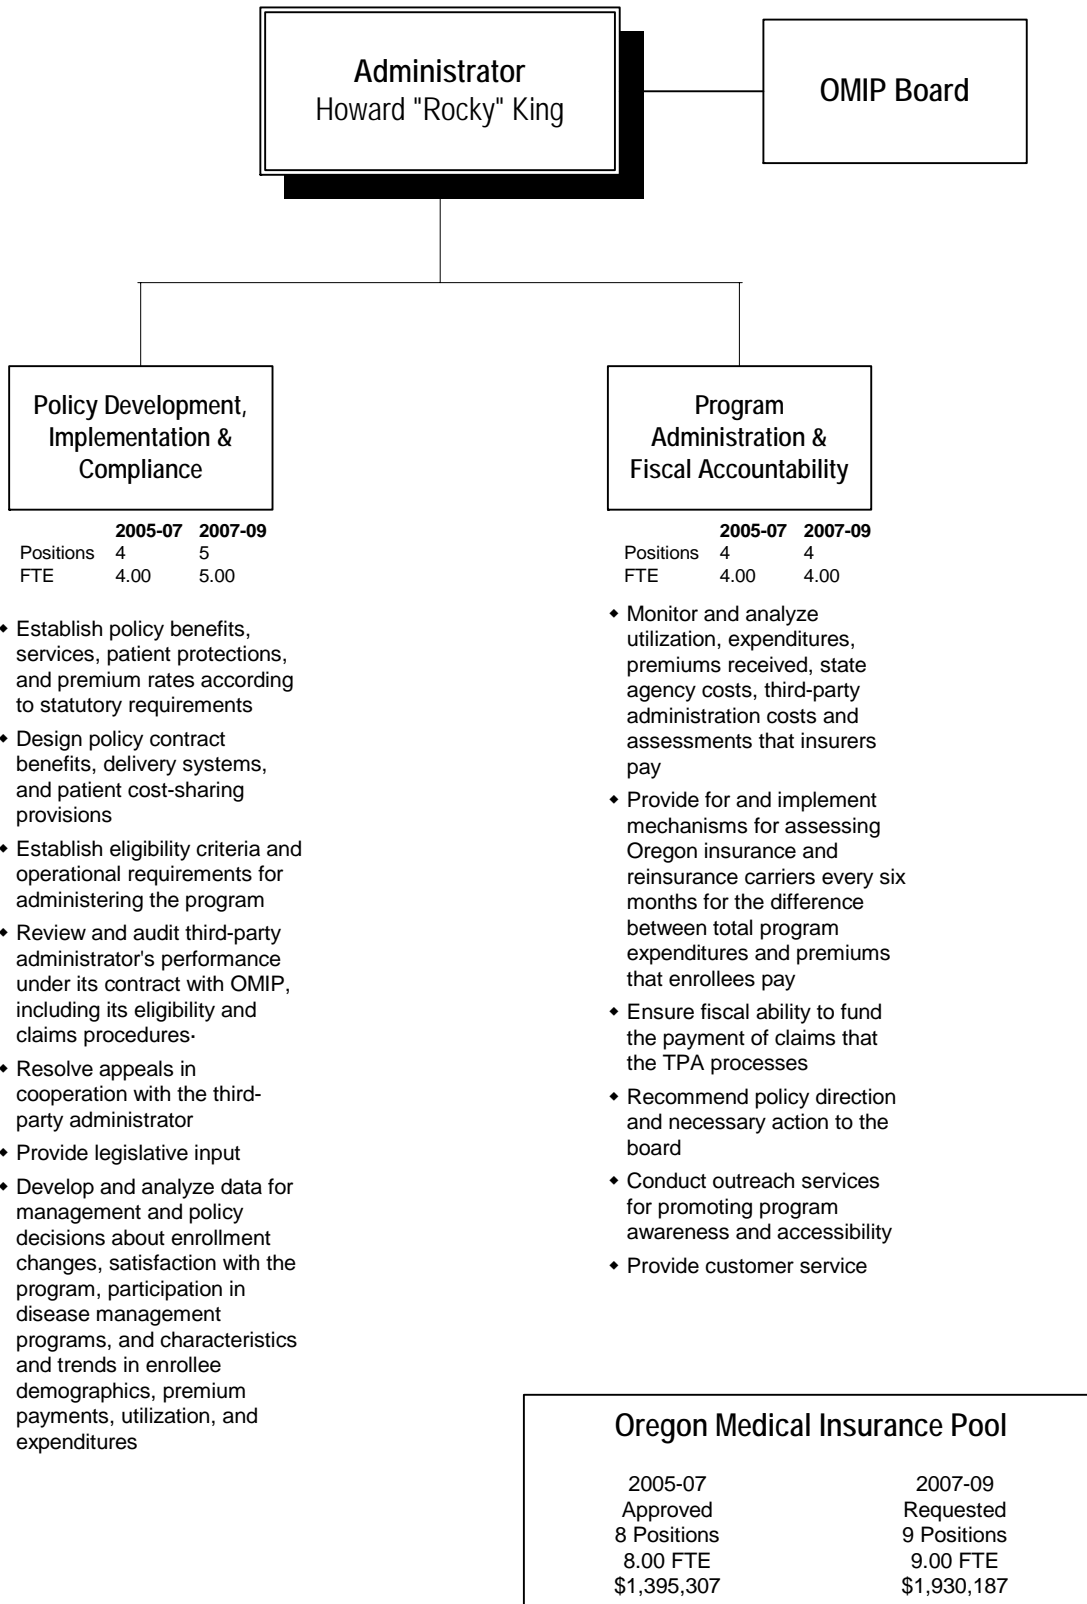 Administrator
Howard "Rocky" King
OMIP Board
Policy Development,
Implementation &
Compliance
2005-07 2007-09
Positions 4 5
FTE 4.00 5.00
◆ Establish policy benefits,
services, patient protections,
and premium rates according
to statutory requirements
◆ Design policy contract
benefits, delivery systems,
and patient cost-sharing
provisions
◆ Establish eligibility criteria and
operational requirements for
administering the program
◆ Review and audit third-party
administrator's performance
under its contract with OMIP,
including its eligibility and
claims procedures·
◆ Resolve appeals in
cooperation with the third-
party administrator
◆ Provide legislative input
◆ Develop and analyze data for
management and policy
decisions about enrollment
changes, satisfaction with the
program, participation in
disease management
programs, and characteristics
and trends in enrollee
demographics, premium
payments, utilization, and
expenditures
Program
Administration &
Fiscal Accountability
2005-07 2007-09
Positions 4 4
FTE 4.00 4.00
◆ Monitor and analyze
utilization, expenditures,
premiums received, state
agency costs, third-party
administration costs and
assessments that insurers
pay
◆ Provide for and implement
mechanisms for assessing
Oregon insurance and
reinsurance carriers every six
months for the difference
between total program
expenditures and premiums
that enrollees pay
◆ Ensure fiscal ability to fund
the payment of claims that
the TPA processes
◆ Recommend policy direction
and necessary action to the
board
◆ Conduct outreach services
for promoting program
awareness and accessibility
◆ Provide customer service
Oregon Medical Insurance Pool
2005-07 2007-09
Approved Requested
8 Positions 9 Positions
8.00 FTE 9.00 FTE
$1,395,307 $1,930,187